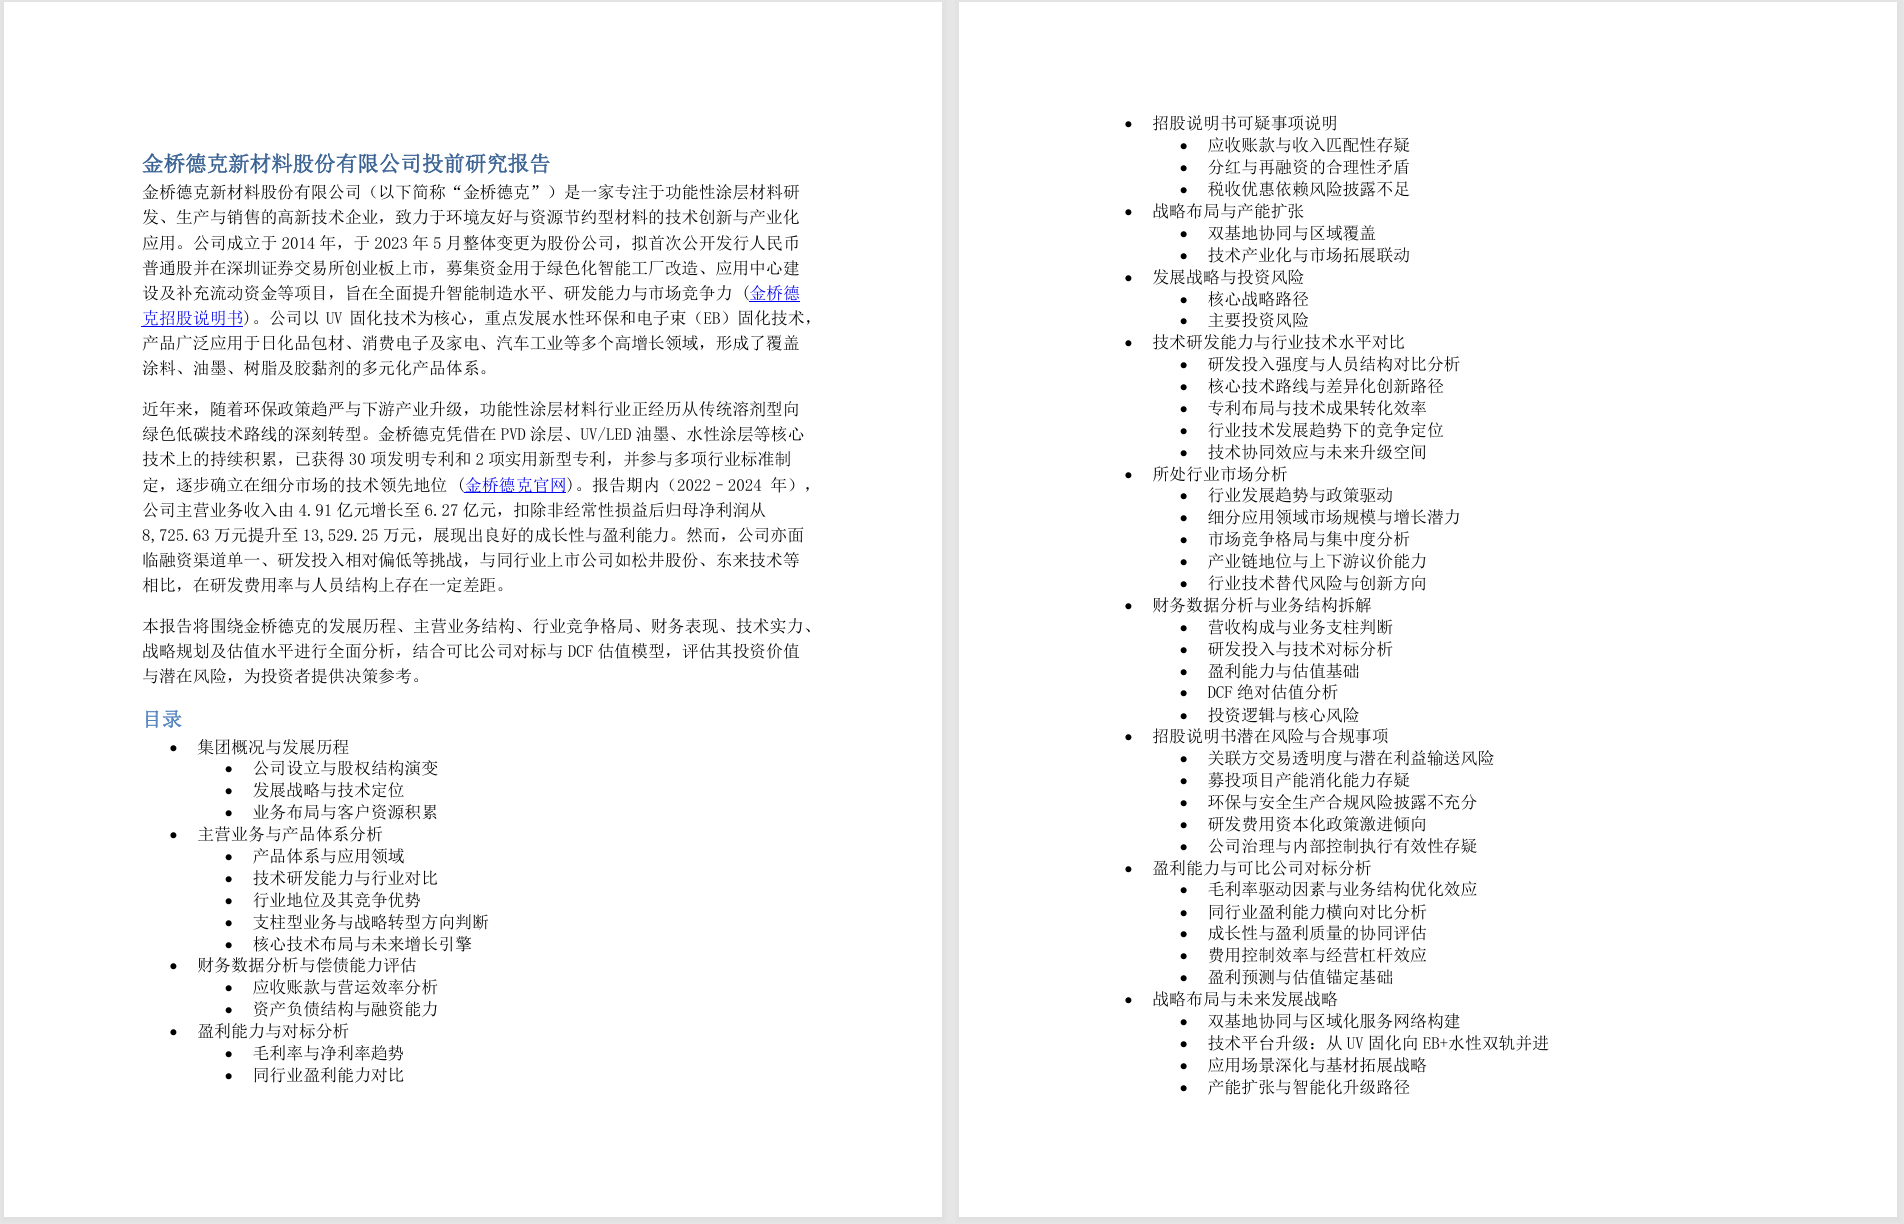 金桥德克新材料股份有限公司投前研究报告
金桥德克新材料股份有限公司（以下简称“金桥德克”）是一家专注于功能性涂层材料研
发、生产与销售的高新技术企业，致力于环境友好与资源节约型材料的技术创新与产业化
应用。公司成立于 2014 年，于 2023 年 5 月整体变更为股份公司，拟首次公开发行人民币
普通股并在深圳证券交易所创业板上市，募集资金用于绿色化智能工厂改造、应用中心建
设及补充流动资金等项目，旨在全面提升智能制造水平、研发能力与市场竞争力 (金桥德
克招股说明书)。公司以 UV 固化技术为核心，重点发展水性环保和电子束（EB）固化技术，
产品广泛应用于日化品包材、消费电子及家电、汽车工业等多个高增长领域，形成了覆盖
涂料、油墨、树脂及胶黏剂的多元化产品体系。
近年来，随着环保政策趋严与下游产业升级，功能性涂层材料行业正经历从传统溶剂型向
绿色低碳技术路线的深刻转型。金桥德克凭借在 PVD 涂层、UV/LED 油墨、水性涂层等核心
技术上的持续积累，已获得 30 项发明专利和 2 项实用新型专利，并参与多项行业标准制
定，逐步确立在细分市场的技术领先地位 (金桥德克官网)。报告期内（2022–2024 年），
公司主营业务收入由 4.91 亿元增长至 6.27 亿元，扣除非经常性损益后归母净利润从
8,725.63 万元提升至 13,529.25 万元，展现出良好的成长性与盈利能力。然而，公司亦面
临融资渠道单一、研发投入相对偏低等挑战，与同行业上市公司如松井股份、东来技术等
相比，在研发费用率与人员结构上存在一定差距。
本报告将围绕金桥德克的发展历程、主营业务结构、行业竞争格局、财务表现、技术实力、
战略规划及估值水平进行全面分析，结合可比公司对标与 DCF 估值模型，评估其投资价值
与潜在风险，为投资者提供决策参考。
目录
• 集团概况与发展历程
• 公司设立与股权结构演变
• 发展战略与技术定位
• 业务布局与客户资源积累
• 主营业务与产品体系分析
• 产品体系与应用领域
• 技术研发能力与行业对比
• 行业地位及其竞争优势
• 支柱型业务与战略转型方向判断
• 核心技术布局与未来增长引擎
• 财务数据分析与偿债能力评估
• 应收账款与营运效率分析
• 资产负债结构与融资能力
• 盈利能力与对标分析
• 毛利率与净利率趋势
• 同行业盈利能力对比
• 招股说明书可疑事项说明
• 应收账款与收入匹配性存疑
• 分红与再融资的合理性矛盾
• 税收优惠依赖风险披露不足
• 战略布局与产能扩张
• 双基地协同与区域覆盖
• 技术产业化与市场拓展联动
• 发展战略与投资风险
• 核心战略路径
• 主要投资风险
• 技术研发能力与行业技术水平对比
• 研发投入强度与人员结构对比分析
• 核心技术路线与差异化创新路径
• 专利布局与技术成果转化效率
• 行业技术发展趋势下的竞争定位
• 技术协同效应与未来升级空间
• 所处行业市场分析
• 行业发展趋势与政策驱动
• 细分应用领域市场规模与增长潜力
• 市场竞争格局与集中度分析
• 产业链地位与上下游议价能力
• 行业技术替代风险与创新方向
• 财务数据分析与业务结构拆解
• 营收构成与业务支柱判断
• 研发投入与技术对标分析
• 盈利能力与估值基础
• DCF 绝对估值分析
• 投资逻辑与核心风险
• 招股说明书潜在风险与合规事项
• 关联方交易透明度与潜在利益输送风险
• 募投项目产能消化能力存疑
• 环保与安全生产合规风险披露不充分
• 研发费用资本化政策激进倾向
• 公司治理与内部控制执行有效性存疑
• 盈利能力与可比公司对标分析
• 毛利率驱动因素与业务结构优化效应
• 同行业盈利能力横向对比分析
• 成长性与盈利质量的协同评估
• 费用控制效率与经营杠杆效应
• 盈利预测与估值锚定基础
• 战略布局与未来发展战略
• 双基地协同与区域化服务网络构建
• 技术平台升级：从 UV 固化向 EB+水性双轨并进
• 应用场景深化与基材拓展战略
• 产能扩张与智能化升级路径